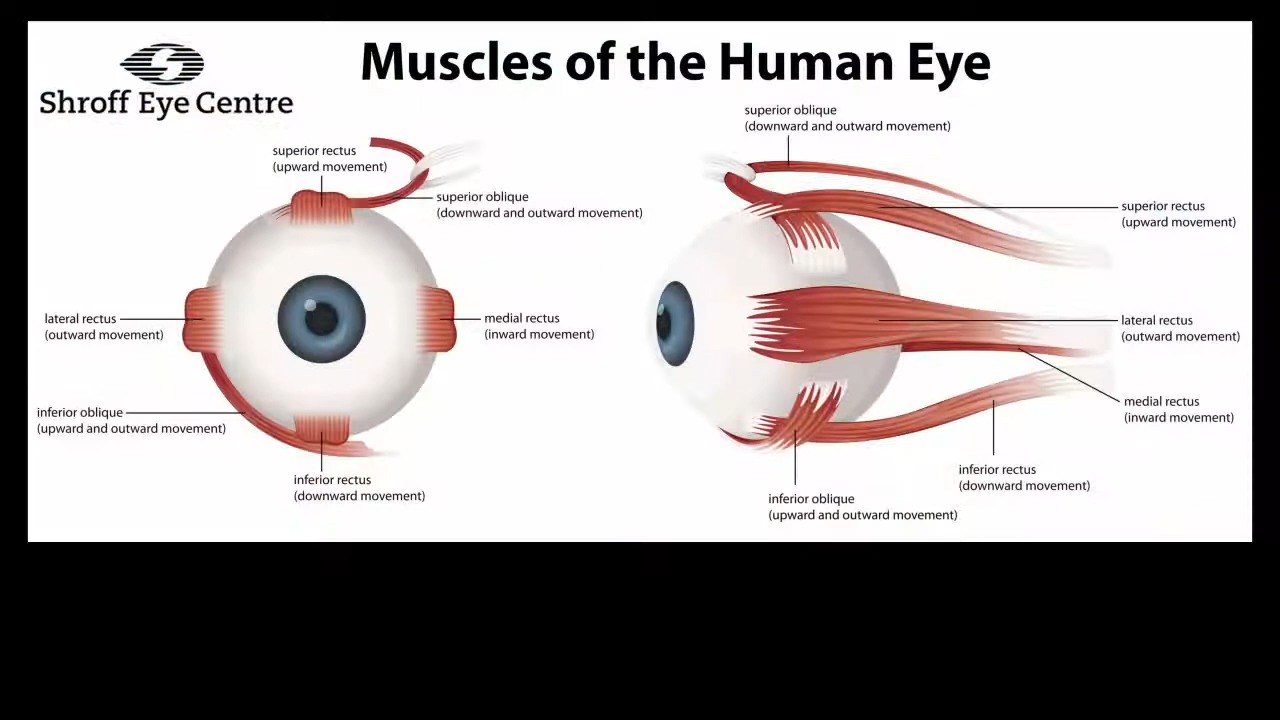 Muscles of the Human Eye
Shroff Eye Centre
superior rectus
(upward movement)
superior oblique
(downward and outward movement)
lateral rectus
(outward movement)
medial rectus
(inward movement)
inferior oblique
(upward and outward movement)
inferior rectus
(downward movement)
superior oblique
(downward and outward movement)
superior rectus
(upward movement)
lateral rectus
(outward movement)
medial rectus
(inward movement)
inferior rectus
(downward movement)
inferior oblique
(upward and outward movement)